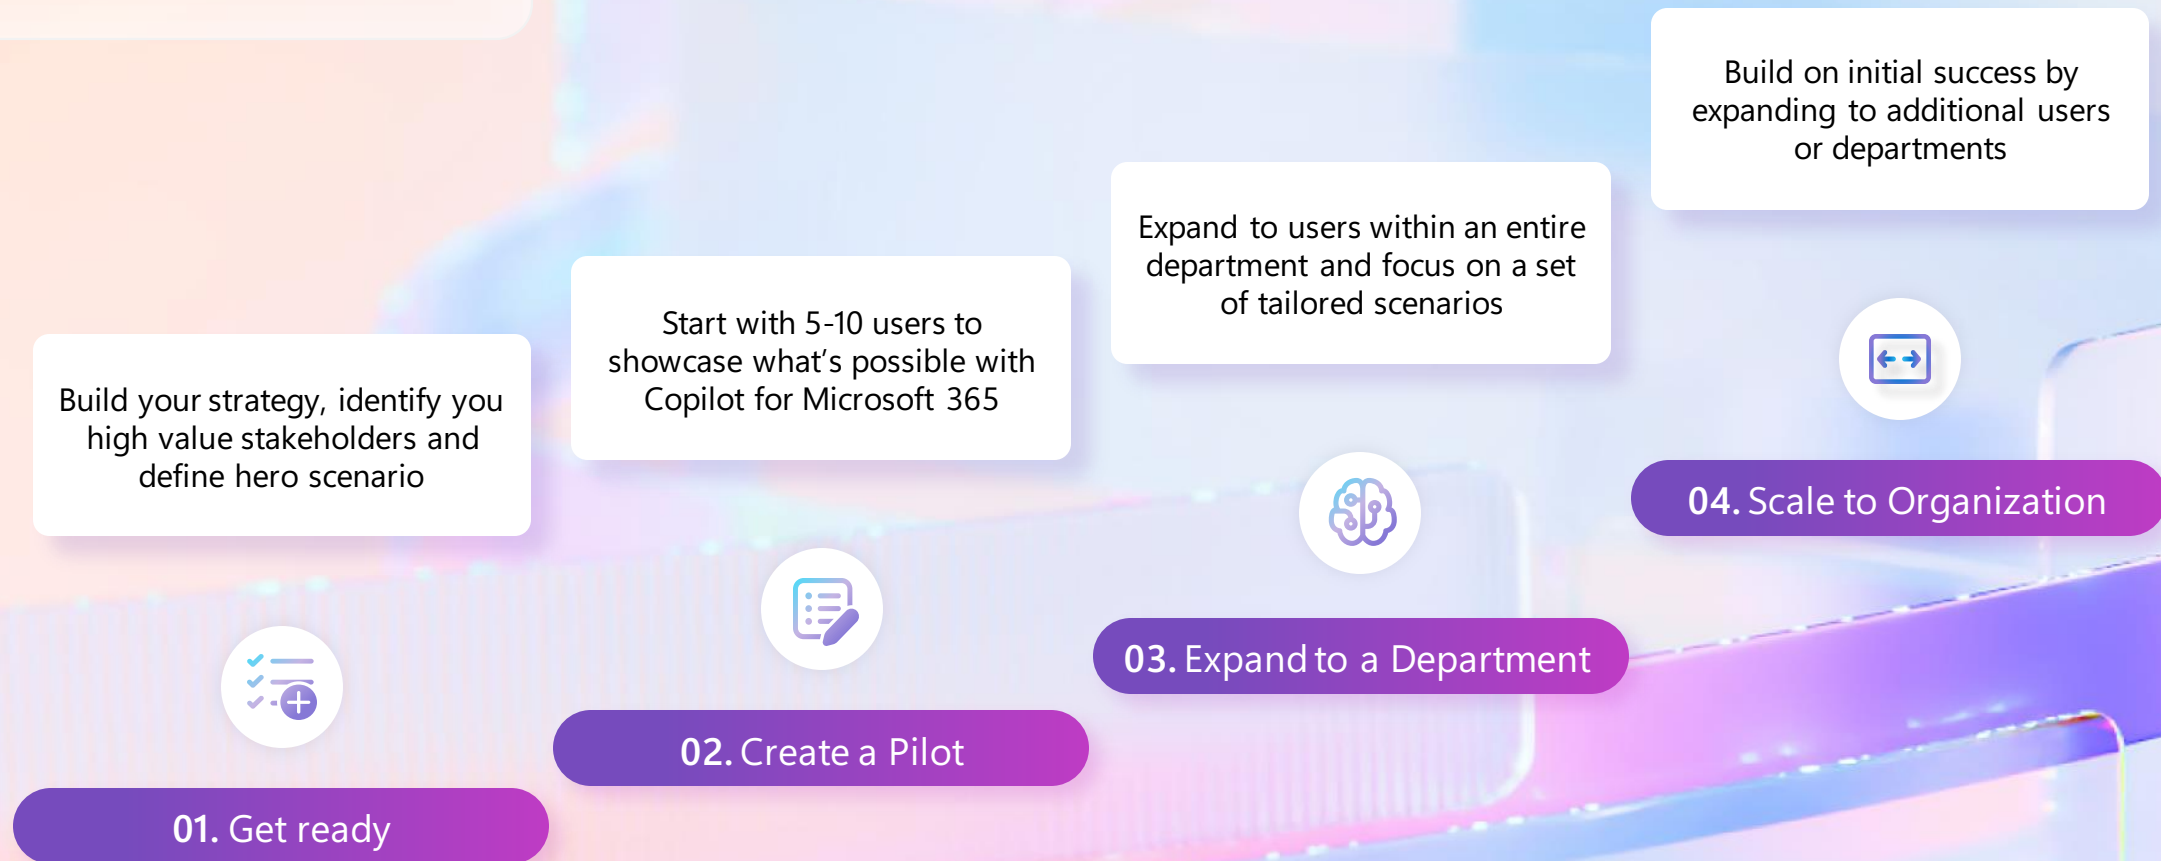 Build your strategy, identify you
high value stakeholders and
define hero scenario
01. Get ready
Start with 5-10 users to
showcase what's possible with
Copilot for Microsoft 365
02. Create a Pilot
Expand to users within an entire
department and focus on a set
of tailored scenarios
03. Expand to a Department
Build on initial success by
expanding to additional users
or departments
04. Scale to Organization